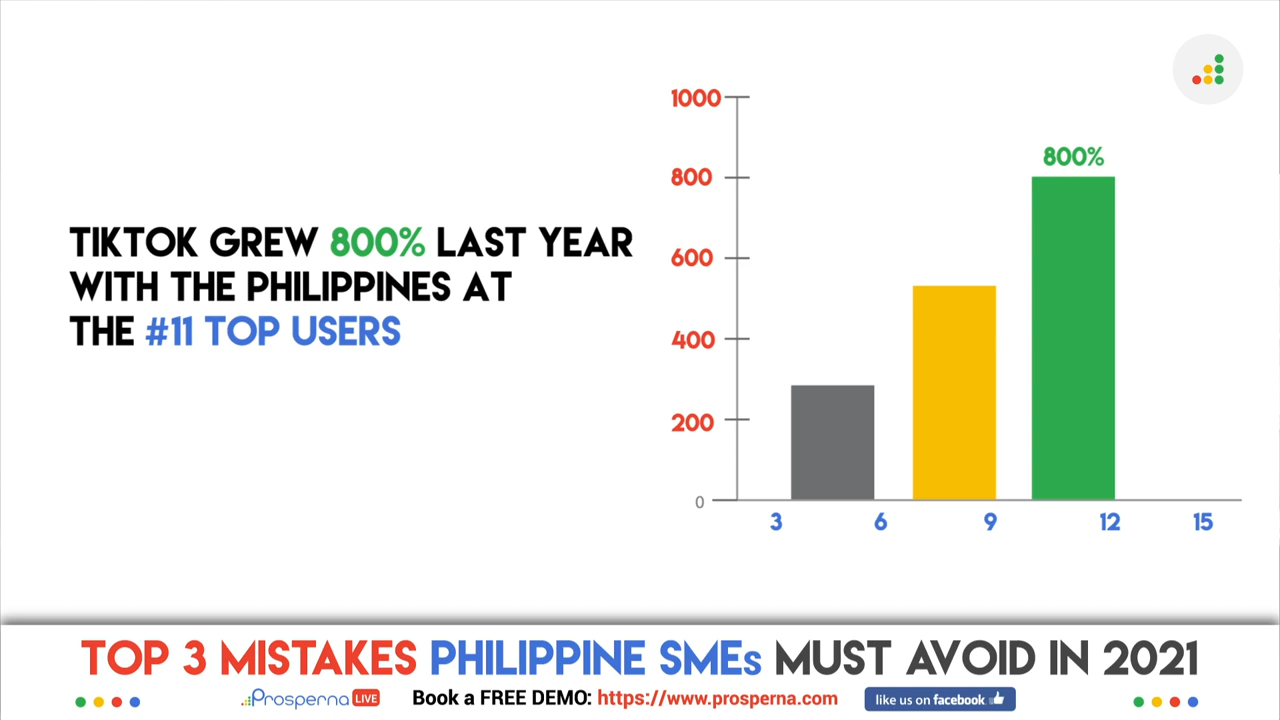 TIKTOK GREW 800% LAST YEAR
WITH THE PHILIPPINES AT
THE #11 TOP USERS
1000
800
600
400
200
0
800%
3 6 9 12 15
TOP 3 MISTAKES PHILIPPINE SMEs MUST AVOID IN 2021
Prosperna LIVE Book a FREE DEMO: https://www.prosperna.com like us on facebook